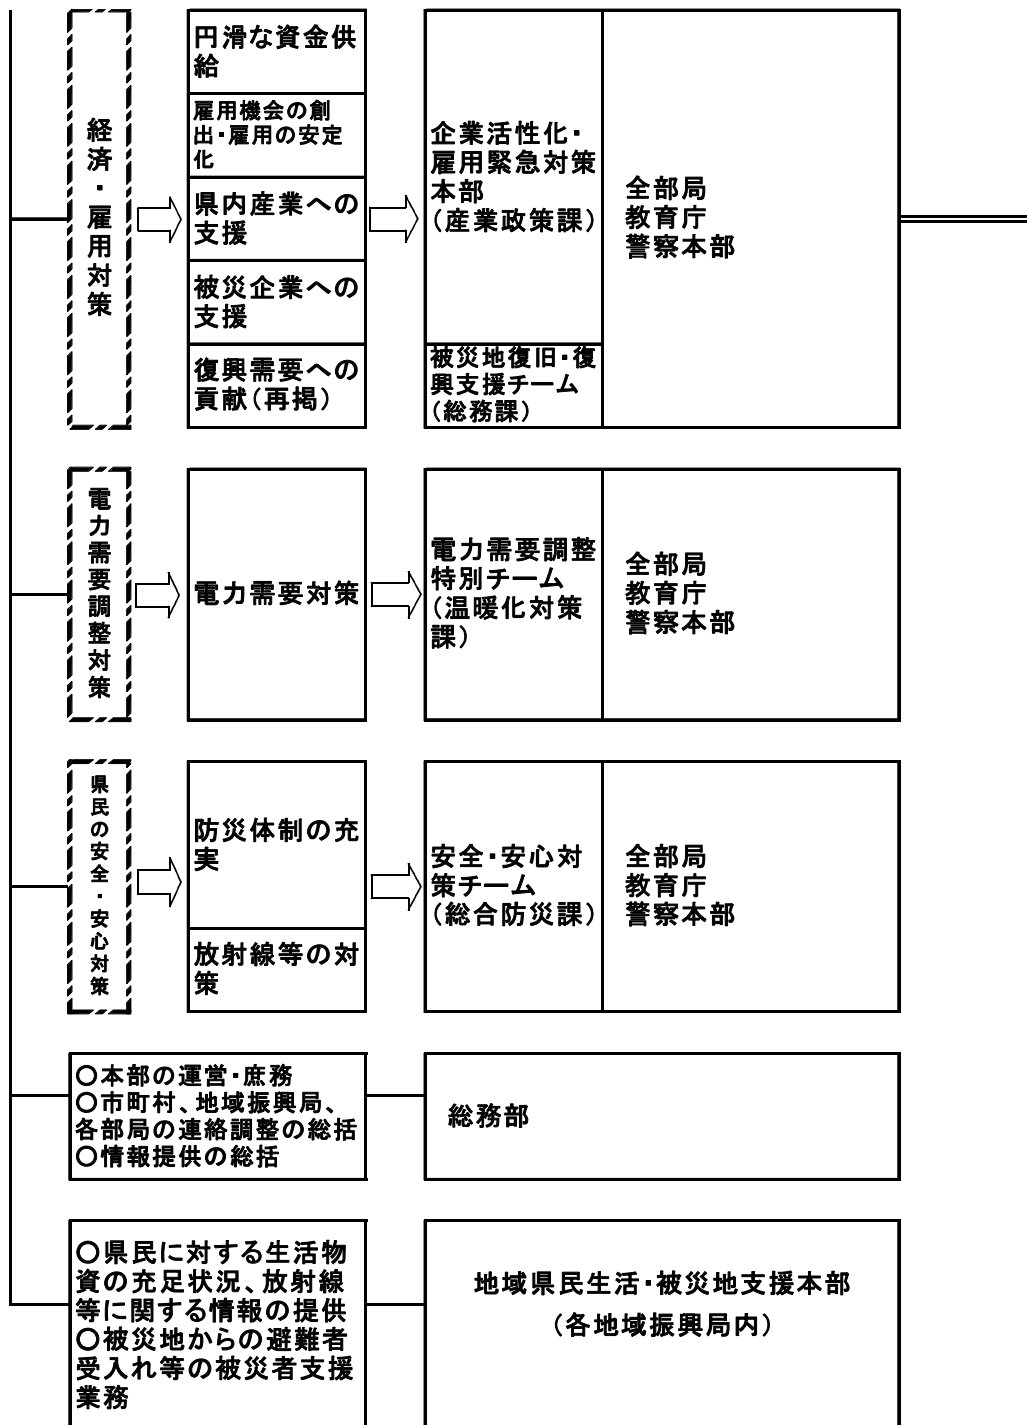 経済・雇用対策
円滑な資金供
給
雇用機会の創
出・雇用の安定
化
県内産業への
支援
被災企業への
支援
復興需要への
貢献(再掲)
企業活性化・
雇用緊急対策
本部
(産業政策課)
被災地復旧・復
興支援チーム
(総務課)
全部局
教育庁
警察本部
電力需要調整対策
電力需要対策
電力需要調整
特別チーム
(温暖化対策
課)
全部局
教育庁
警察本部
県民の安全・安心対策
防災体制の充
実
放射線等の対
策
安全・安心対
策チーム
(総合防災課)
全部局
教育庁
警察本部
○本部の運営・庶務
○市町村、地域振興局、
各部局の連絡調整の総括
○情報提供の総括
総務部
○県民に対する生活物
資の充足状況、放射線
等に関する情報の提供
○被災地からの避難者
受入れ等の被災者支援
業務
地域県民生活・被災地支援本部
(各地域振興局内)